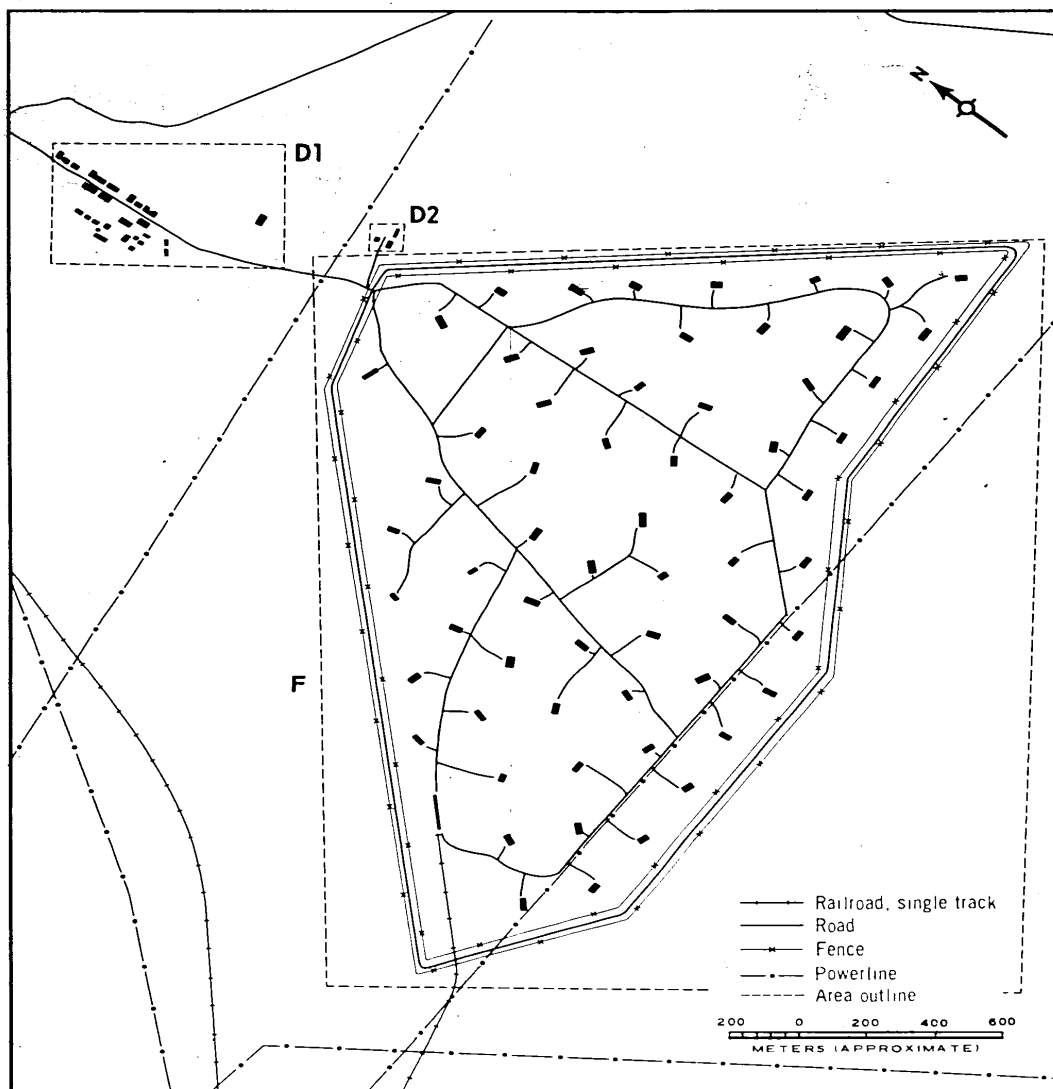 N
D1
D2
F
Railroad, single track
Road
Fence
Powerline
Area outline
200 0 200 400 600
METERS (APPROXIMATE)